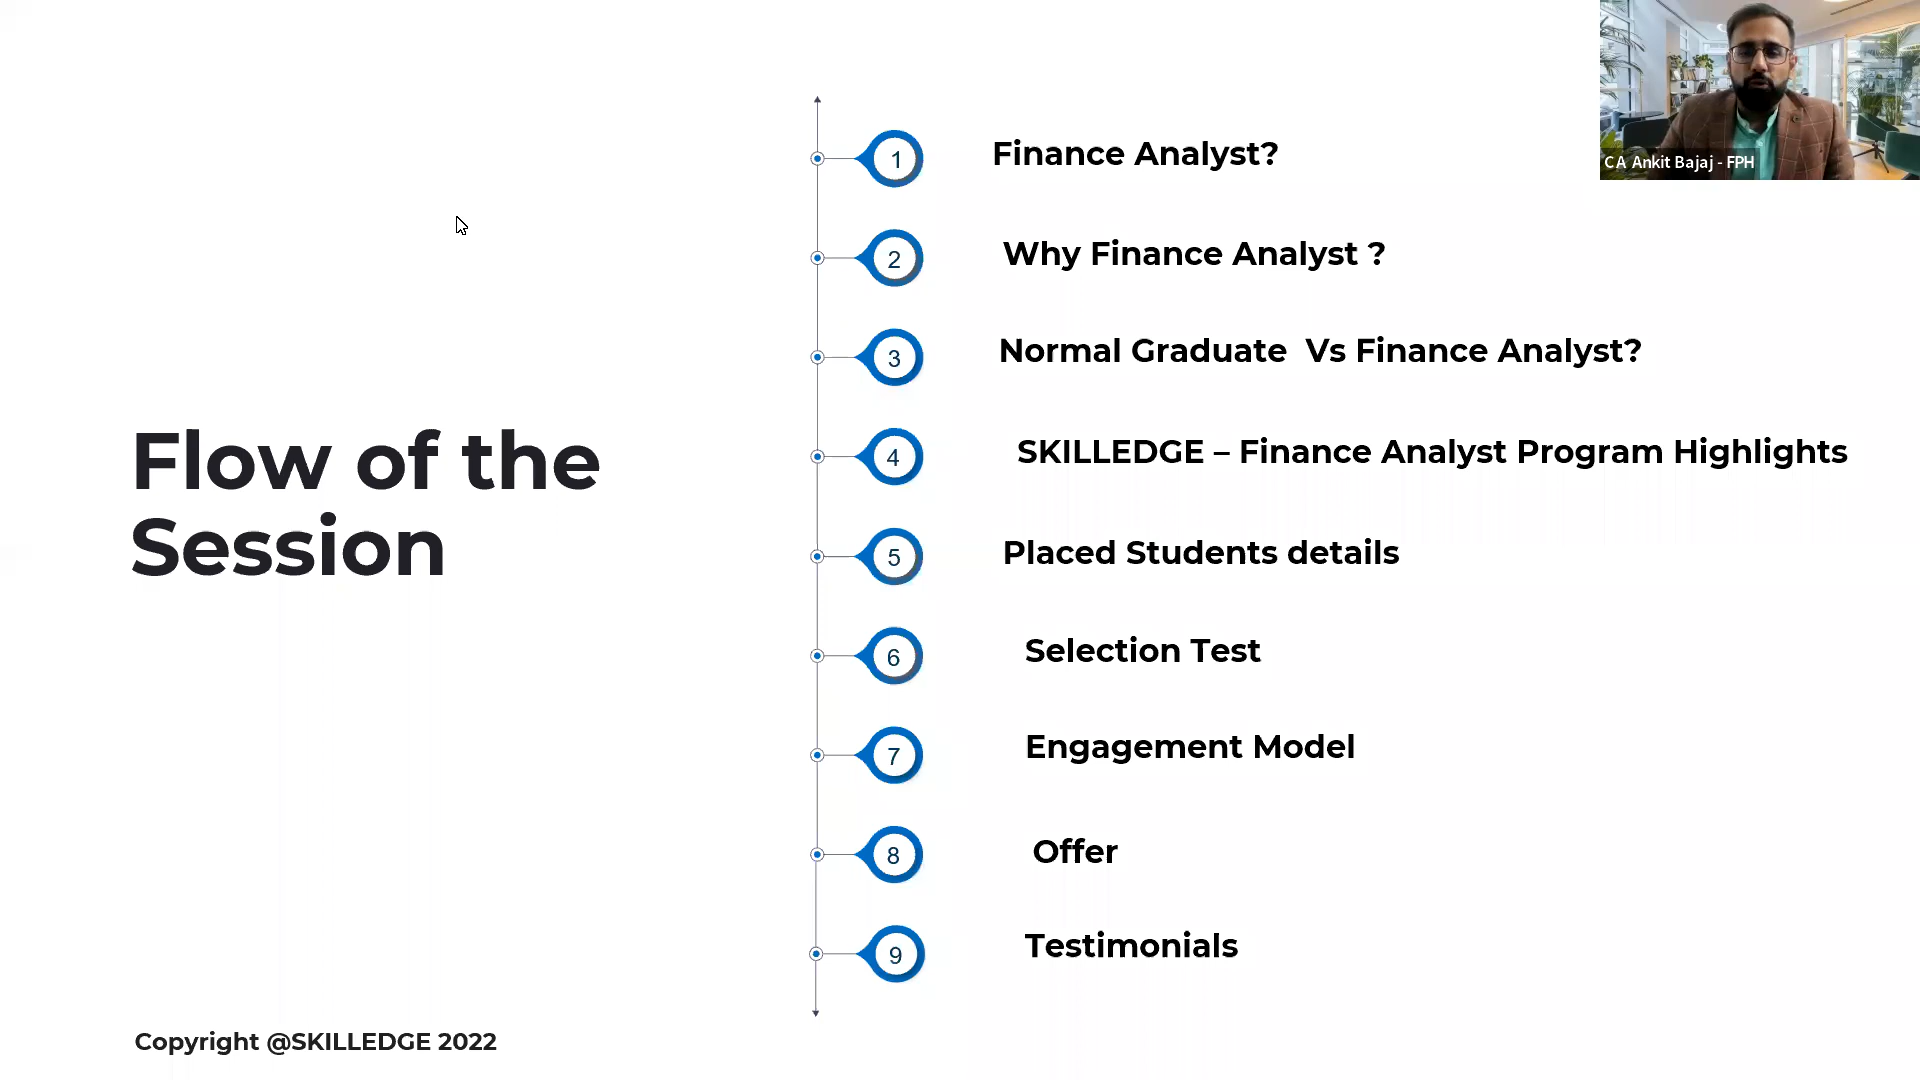 CA Ankit Bajaj - FPH
Flow of the
Session
1 Finance Analyst?
2 Why Finance Analyst ?
3 Normal Graduate Vs Finance Analyst?
4 SKILLEDGE – Finance Analyst Program Highlights
5 Placed Students details
6 Selection Test
7 Engagement Model
8 Offer
9 Testimonials
Copyright @SKILLEDGE 2022